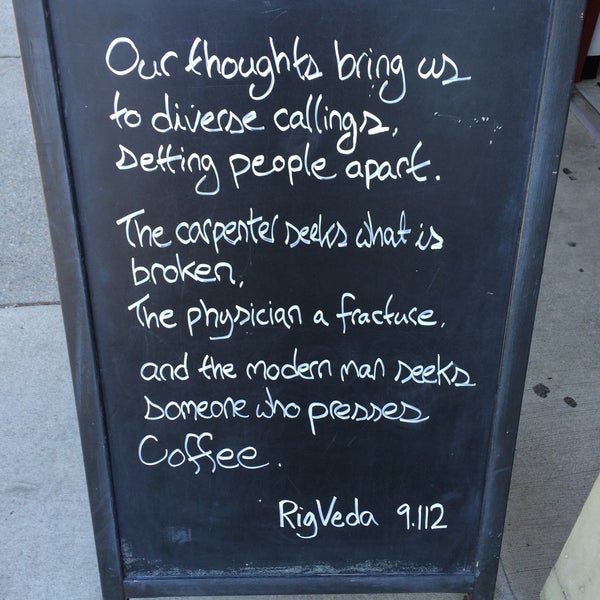 Our thoughts bring us
to diverse callings,
setting people apart.
The carpenter seeks what is
broken,
The physician a fracture,
and the modern man seeks
someone who presses
Coffee.
RigVeda 9.112